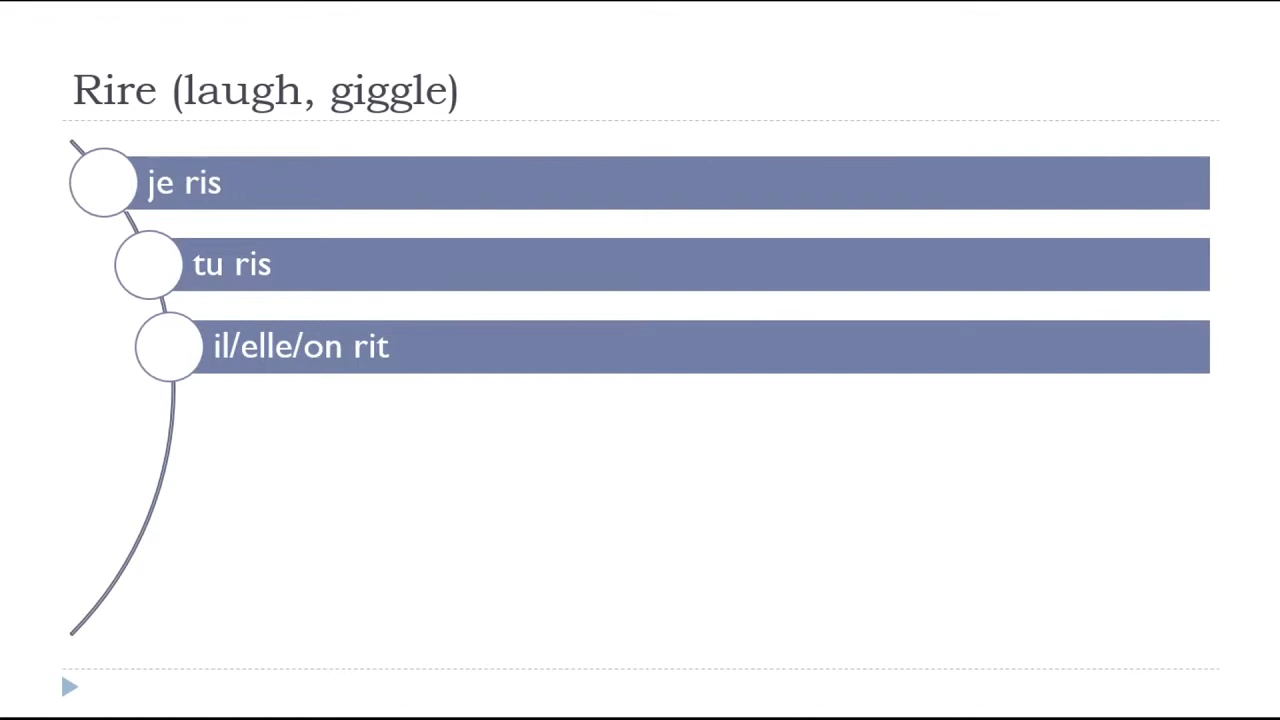 Rire (laugh, giggle)
je ris
tu ris
il/elle/on rit